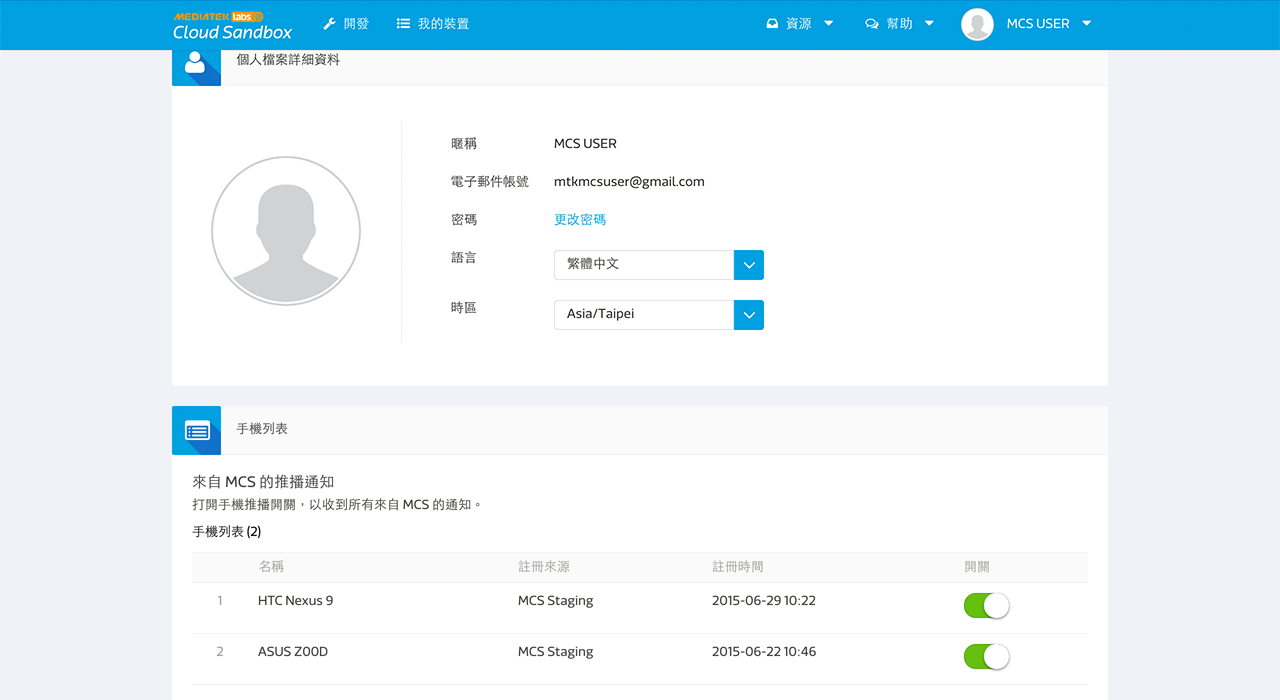 MEDIATEK labs
Cloud Sandbox
開發
我的裝置
資源
幫助
MCS USER
個人檔案詳細資料
暱稱 MCS USER
電子郵件帳號 mtkmcsuser@gmail.com
密碼 更改密碼
語言 繁體中文
時區 Asia/Taipei
手機列表
來自 MCS 的推播通知
打開手機推播開關，以收到所有來自 MCS 的通知。
手機列表 (2)
名稱 註冊來源 註冊時間 開關
1 HTC Nexus 9 MCS Staging 2015-06-29 10:22
2 ASUS Z00D MCS Staging 2015-06-22 10:46